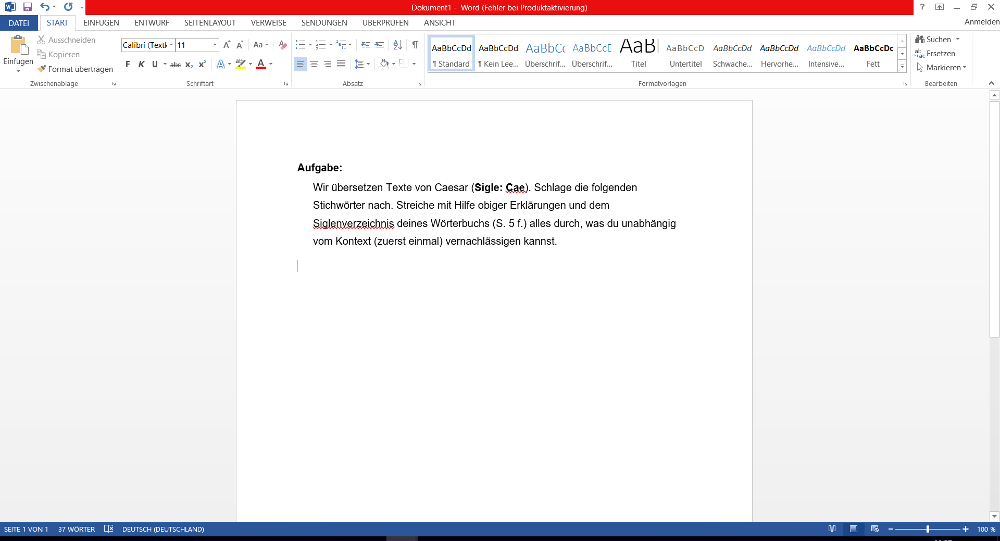 Dokument1 - Word (Fehler bei Produktaktivierung)
?
DATEI START EINFÜGEN ENTWURF SEITENLAYOUT VERWEISE SENDUNGEN ÜBERPRÜFEN ANSICHT Anmelden
Einfügen
Ausschneiden
Kopieren
Format übertragen
Zwischenablage
Calibri (Textk 11
F K U abc x₂ x²
Schriftart
Absatz
AaBbCcDd AaBbCcDd AaBbCc AaBbCcD AaBl AaBbCcD AaBbCcDd AaBbCcDd AaBbCcDd AaBbCcDc
¶ Standard ¶ Kein Lee... Überschrif... Überschrif... Titel Untertitel Schwache... Hervorhe... Intensive... Fett
Formatvorlagen
Suchen
Ersetzen
Markieren
Bearbeiten
Aufgabe:
Wir übersetzen Texte von Caesar (Sigle: Cae). Schlage die folgenden
Stichwörter nach. Streiche mit Hilfe obiger Erklärungen und dem
Siglenverzeichnis deines Wörterbuchs (S. 5 f.) alles durch, was du unabhängig
vom Kontext (zuerst einmal) vernachlässigen kannst.
SEITE 1 VON 1 37 WÖRTER DEUTSCH (DEUTSCHLAND) 100 %